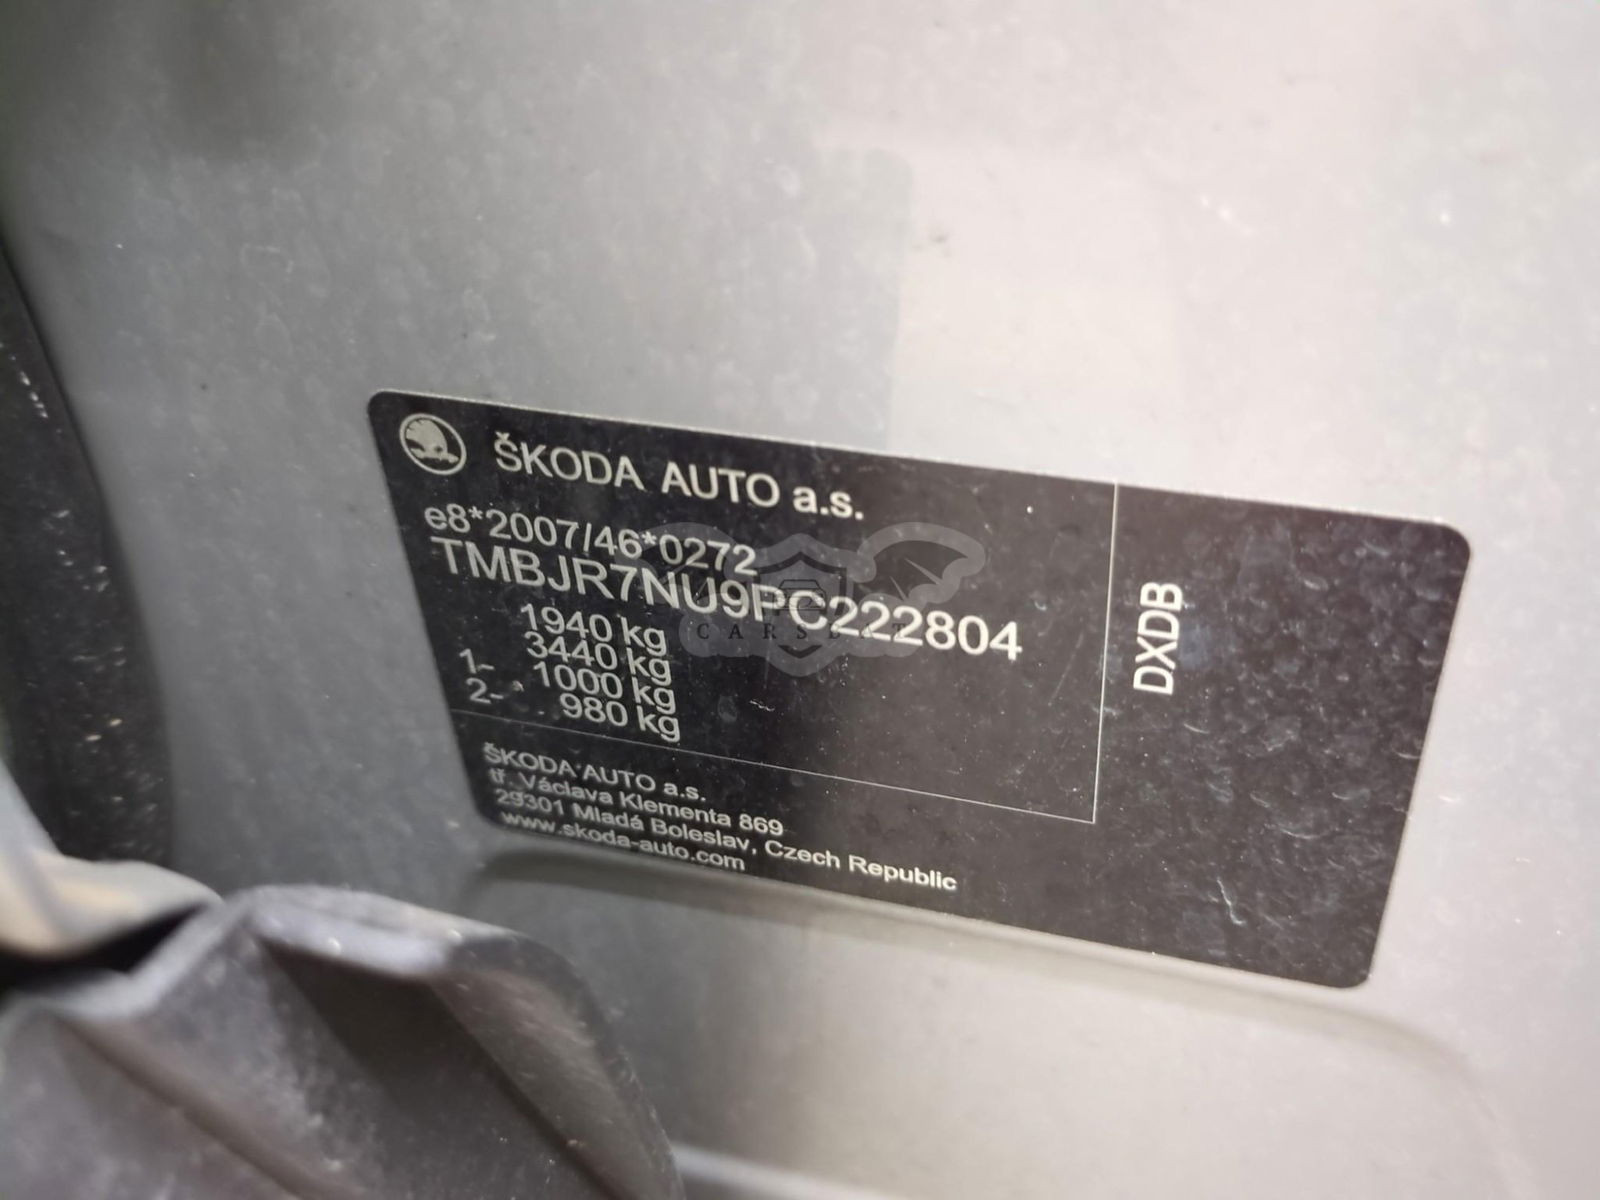 ŠKODA AUTO a.s.
e8*2007/46*0272
TMBJR7NU9PC222804
1940 kg
3440 kg
1- 1000 kg
2- 980 kg
DXDB
ŠKODA AUTO a.s.
tř. Václava Klementa 869
29301 Mladá Boleslav, Czech Republic
www.skoda-auto.com
CARSBAT